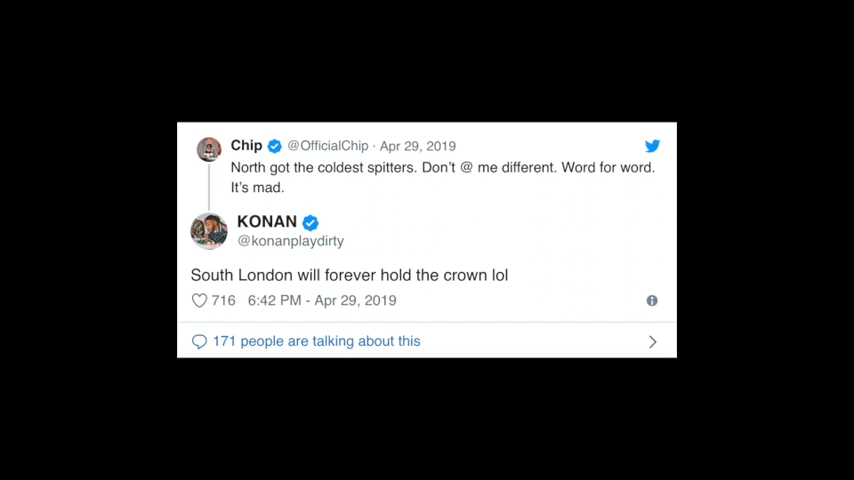 Chip @OfficialChip · Apr 29, 2019
North got the coldest spitters. Don't @ me different. Word for word.
It's mad.
KONAN
@konanplaydirty
South London will forever hold the crown lol
716 6:42 PM - Apr 29, 2019
171 people are talking about this